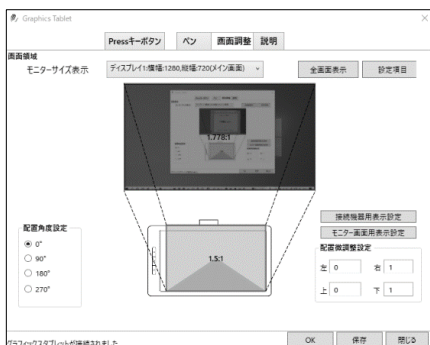 Graphics Tablet
Pressキーボタン ペン 画面調整 説明
画面領域
モニターサイズ表示 ディスプレイ1:横幅:1280,縦幅:720(メイン画面) 全画面表示 設定項目
1.778:1
接続機器用表示設定
モニター画面用表示設定
配置角度設定
配置微調整設定
0°
90°
180°
270°
1.5:1
左 0 右 1
上 0 下 1
グラフィックスタブレットが接続されました
OK 保存 閉じる